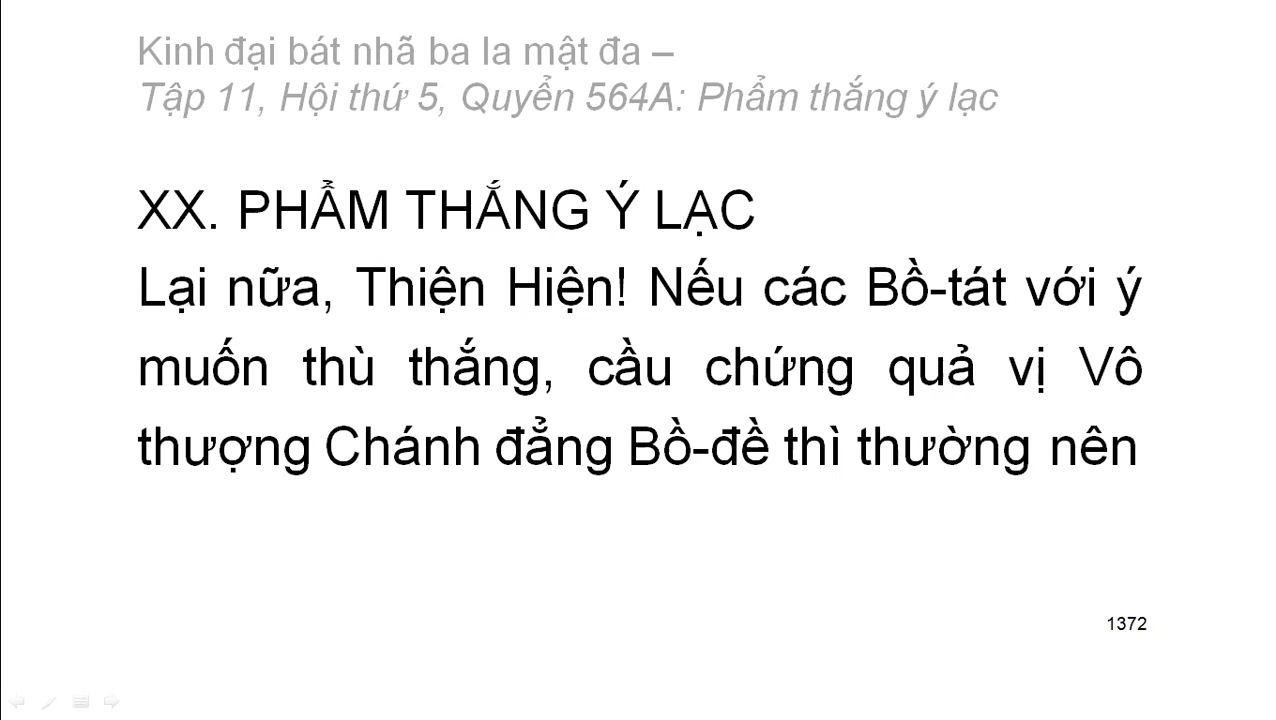 Kinh đại bát nhã ba la mật đa –
Tập 11, Hội thứ 5, Quyển 564A: Phẩm thắng ý lạc
XX. PHẨM THẮNG Ý LẠC
Lại nữa, Thiện Hiện! Nếu các Bồ-tát với ý
muốn thù thắng, cầu chứng quả vị Vô
thượng Chánh đẳng Bồ-đề thì thường nên
1372